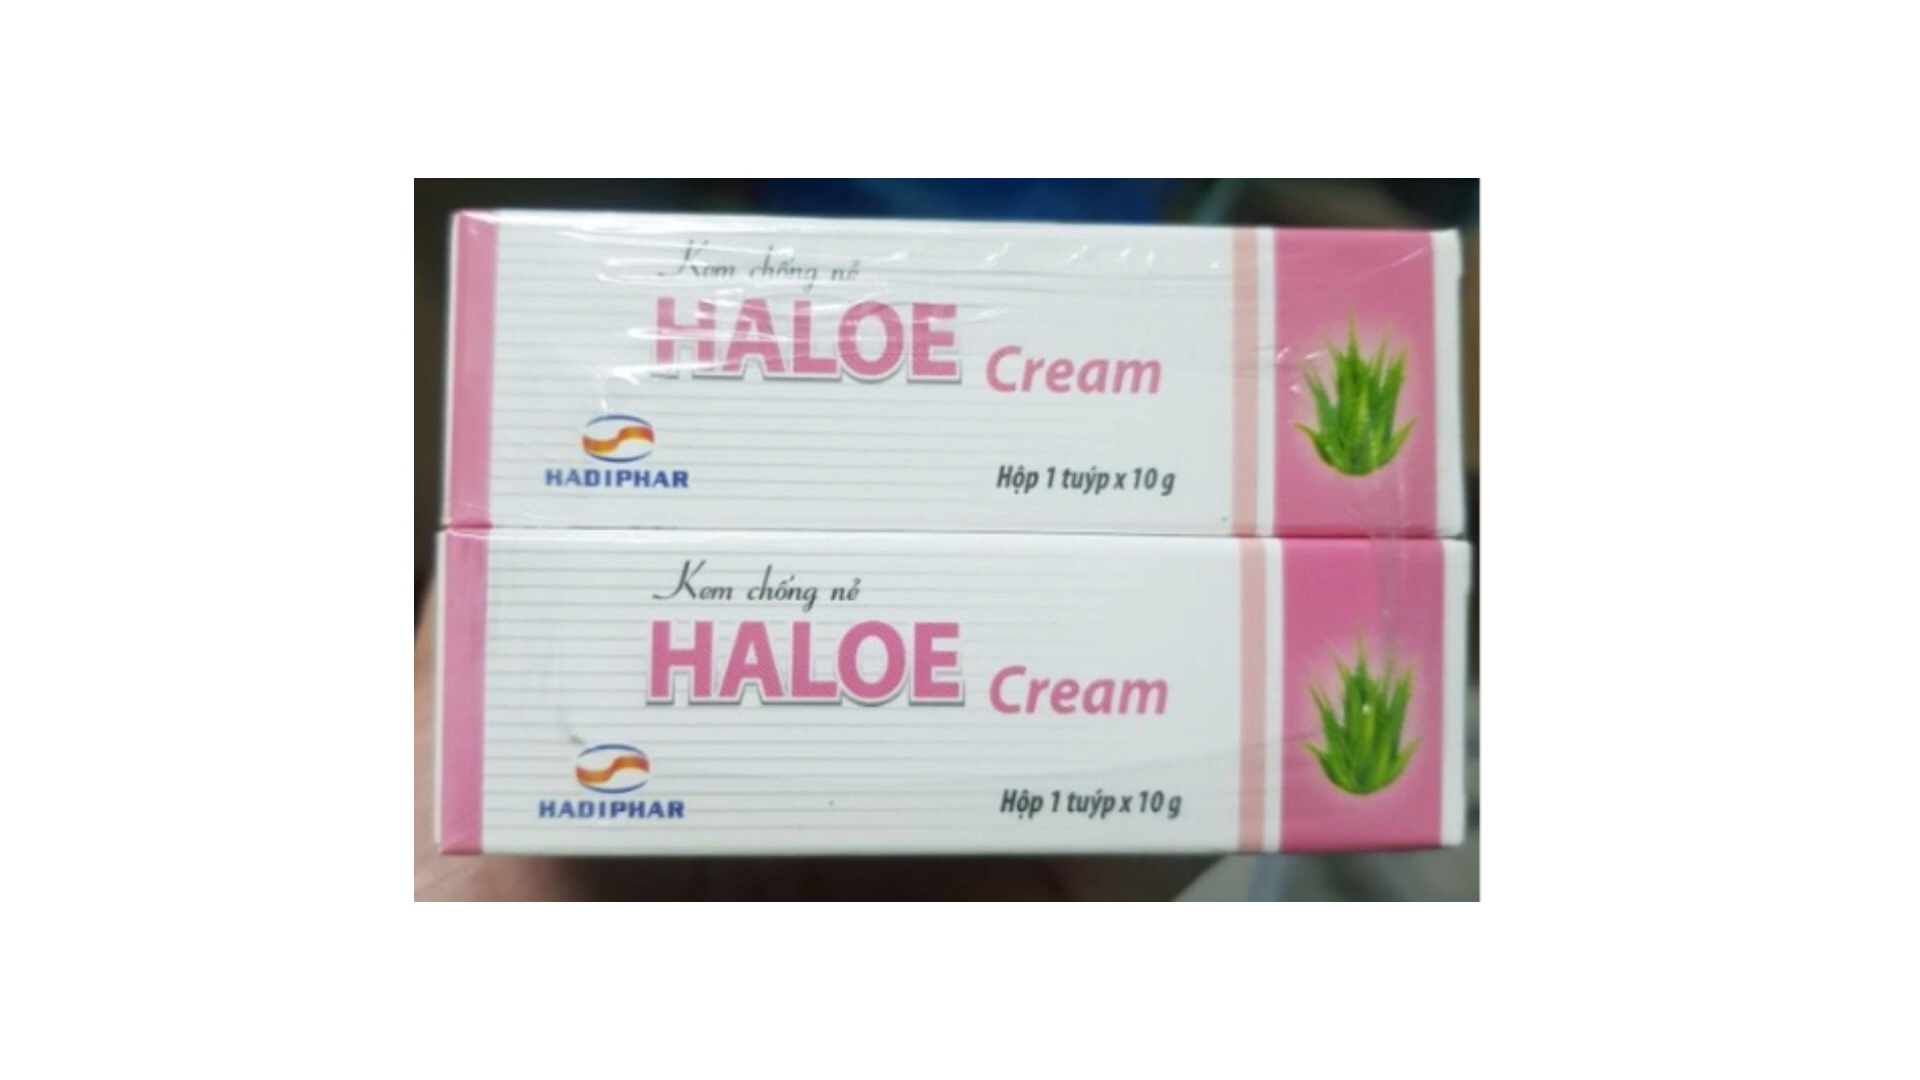 Kem chống nẻ
HALOE Cream
HADIPHAR
Hộp 1 tuýp x 10 g
Kem chống nẻ
HALOE Cream
HADIPHAR
Hộp 1 tuýp x 10 g